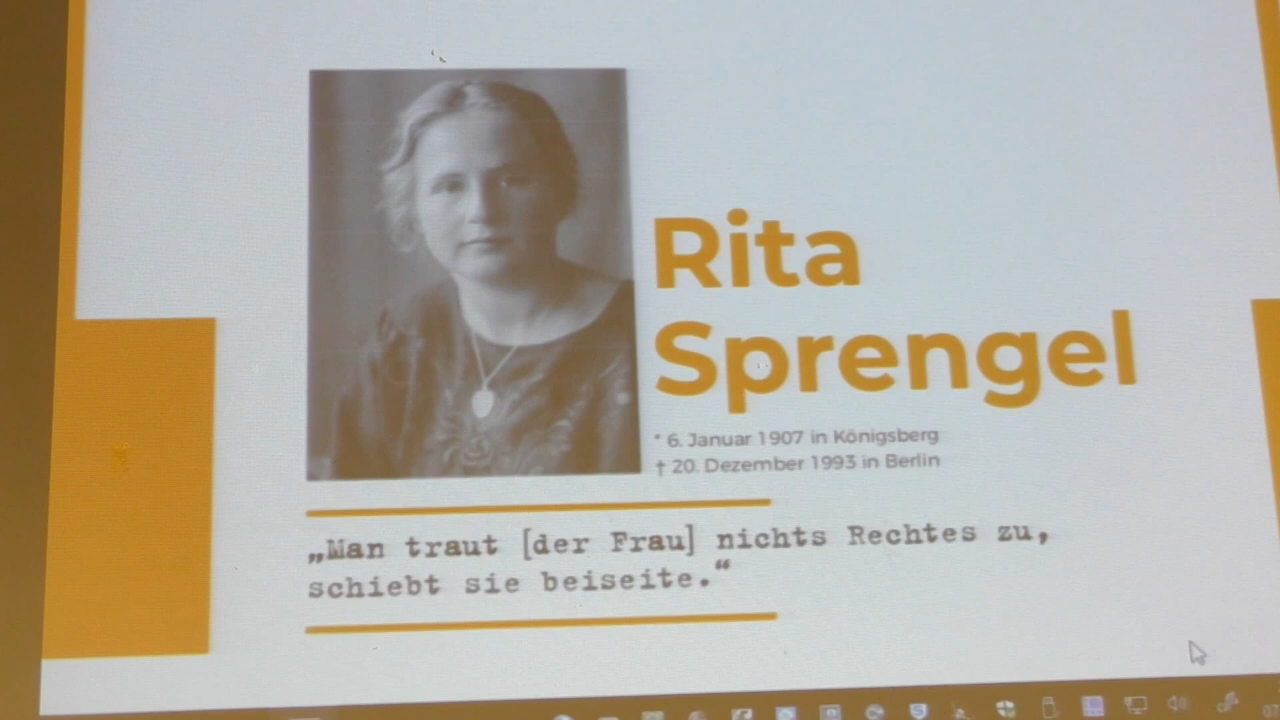 Rita
Sprengel
* 6. Januar 1907 in Königsberg
† 20. Dezember 1993 in Berlin
„Man traut [der Frau] nichts Rechtes zu,
schiebt sie beiseite.“